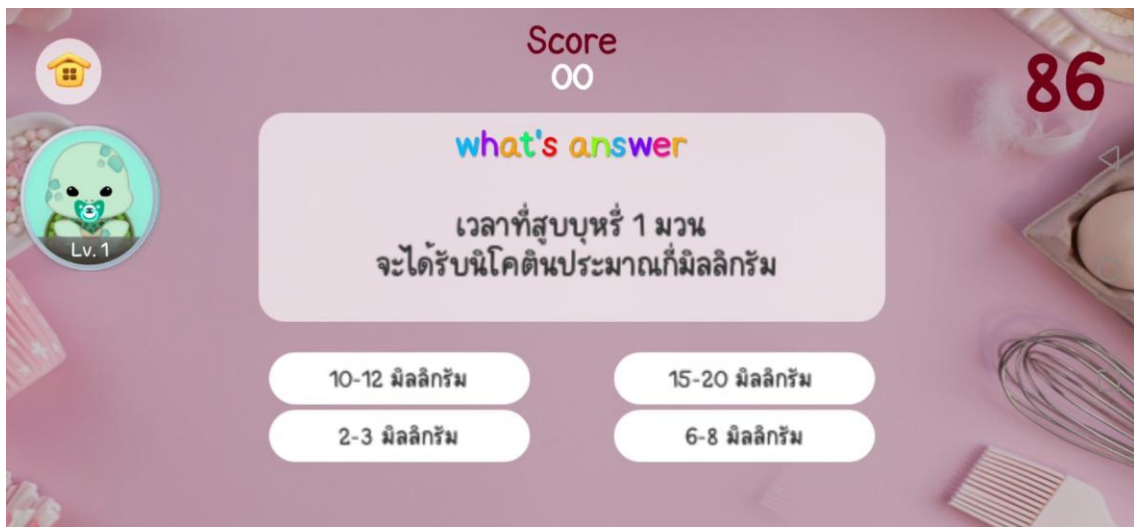 Score
00
86
Lv. 1
what's answer
เวลาที่สูบบุหรี่ 1 มวน
จะได้รับนิโคตินประมาณกี่มิลลิกรัม
10-12 มิลลิกรัม
15-20 มิลลิกรัม
2-3 มิลลิกรัม
6-8 มิลลิกรัม